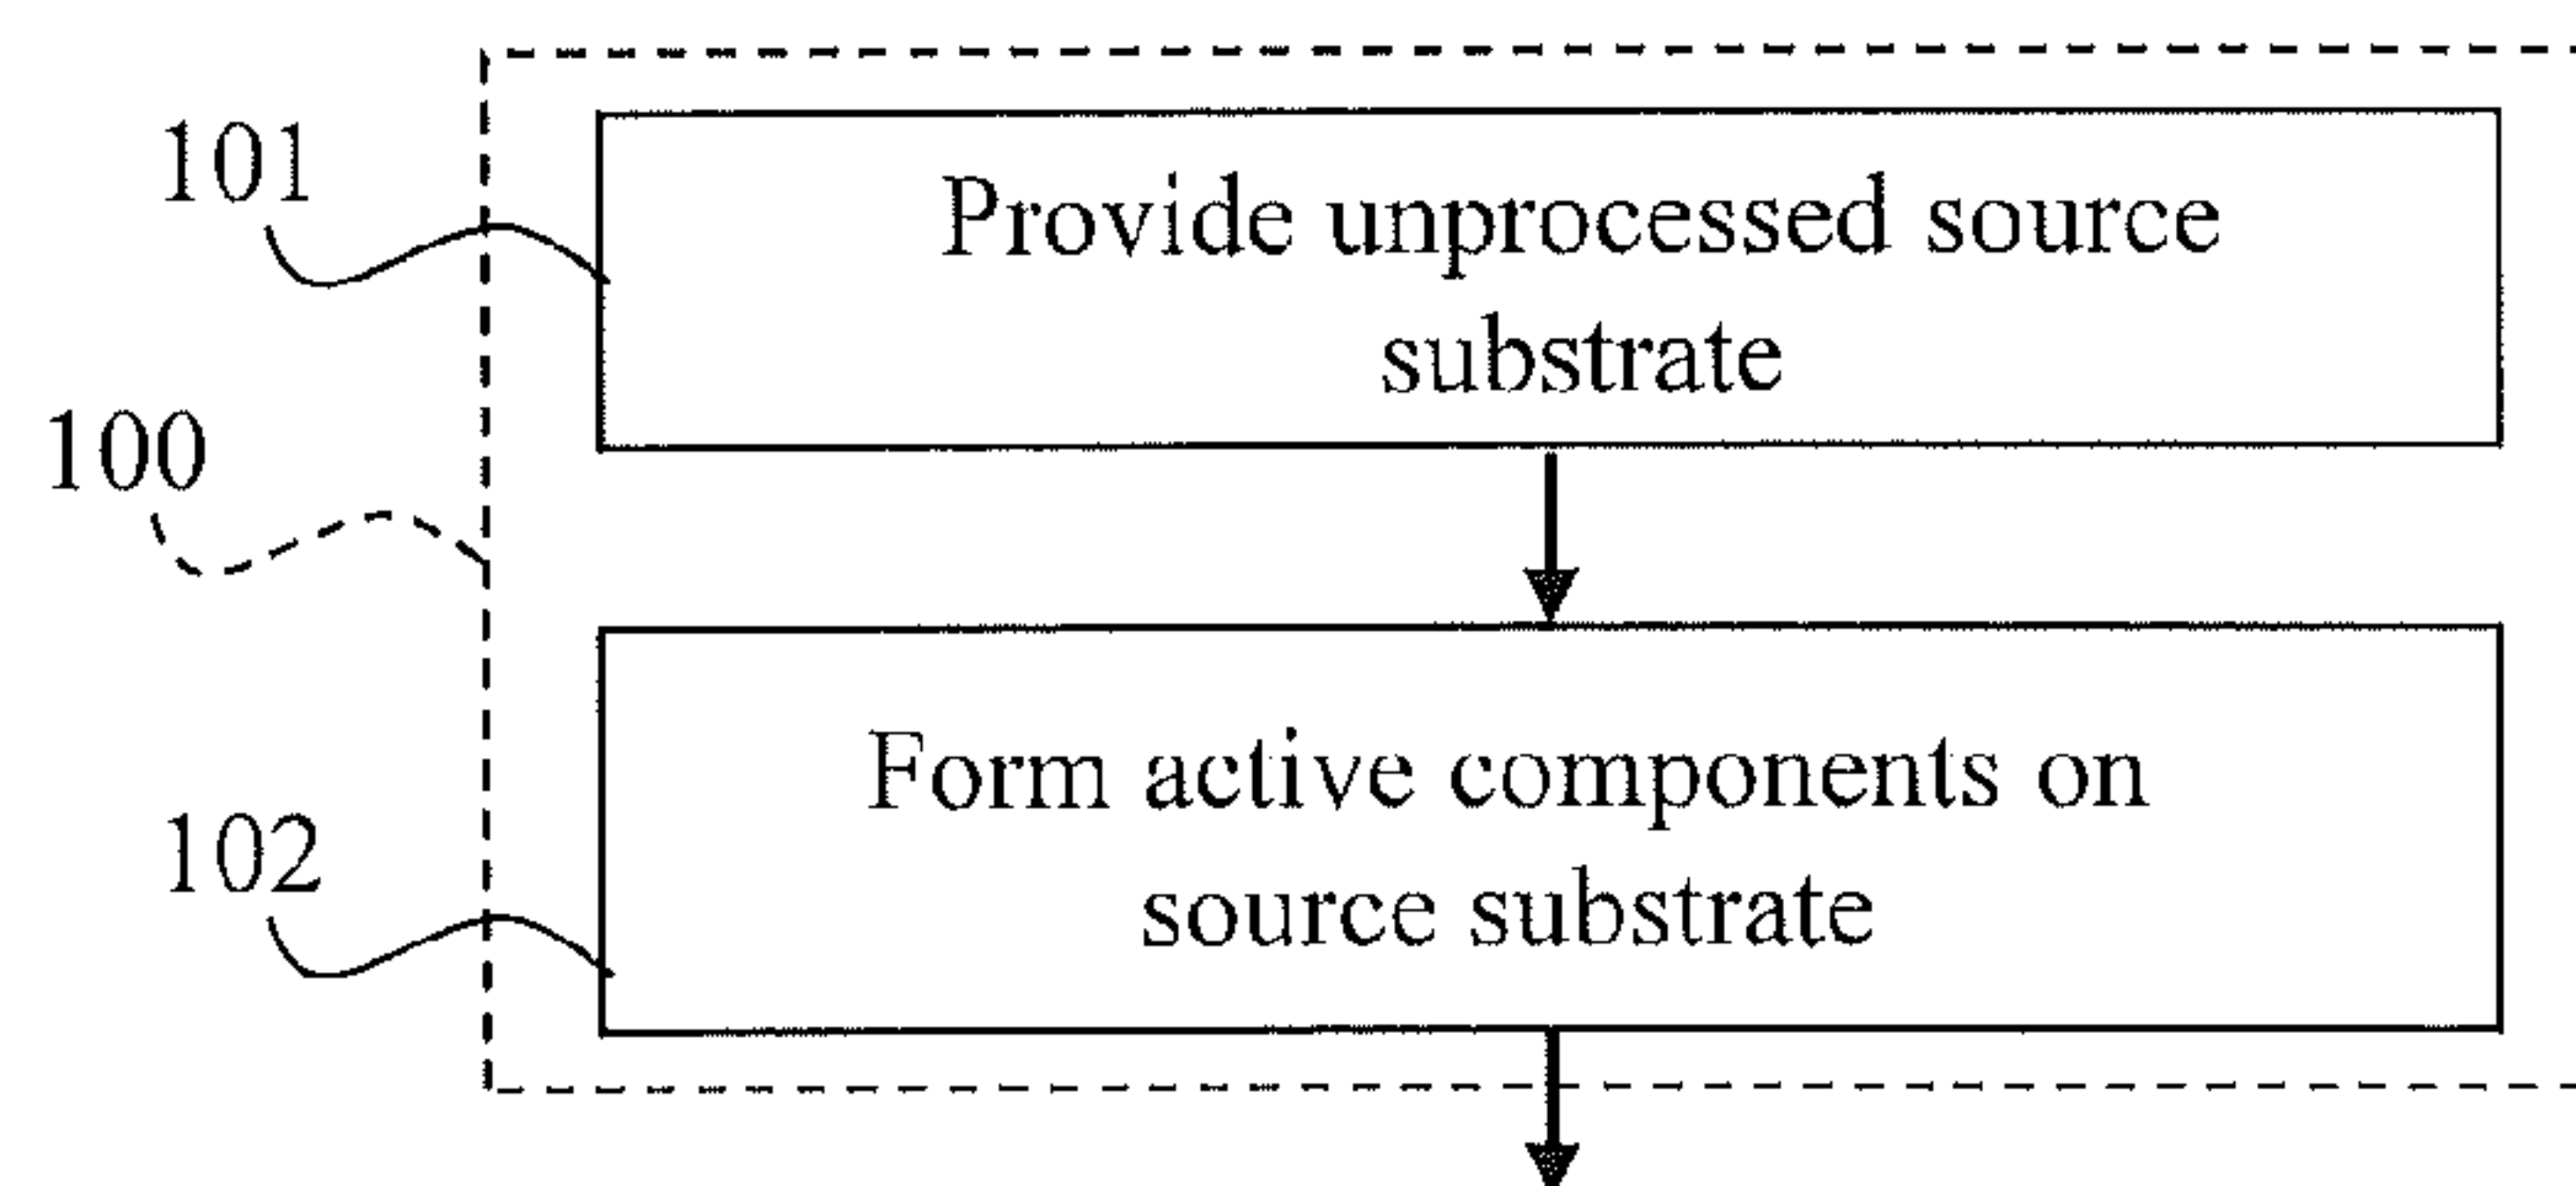 101
Provide unprocessed source
substrate
100
102
Form active components on
source substrate